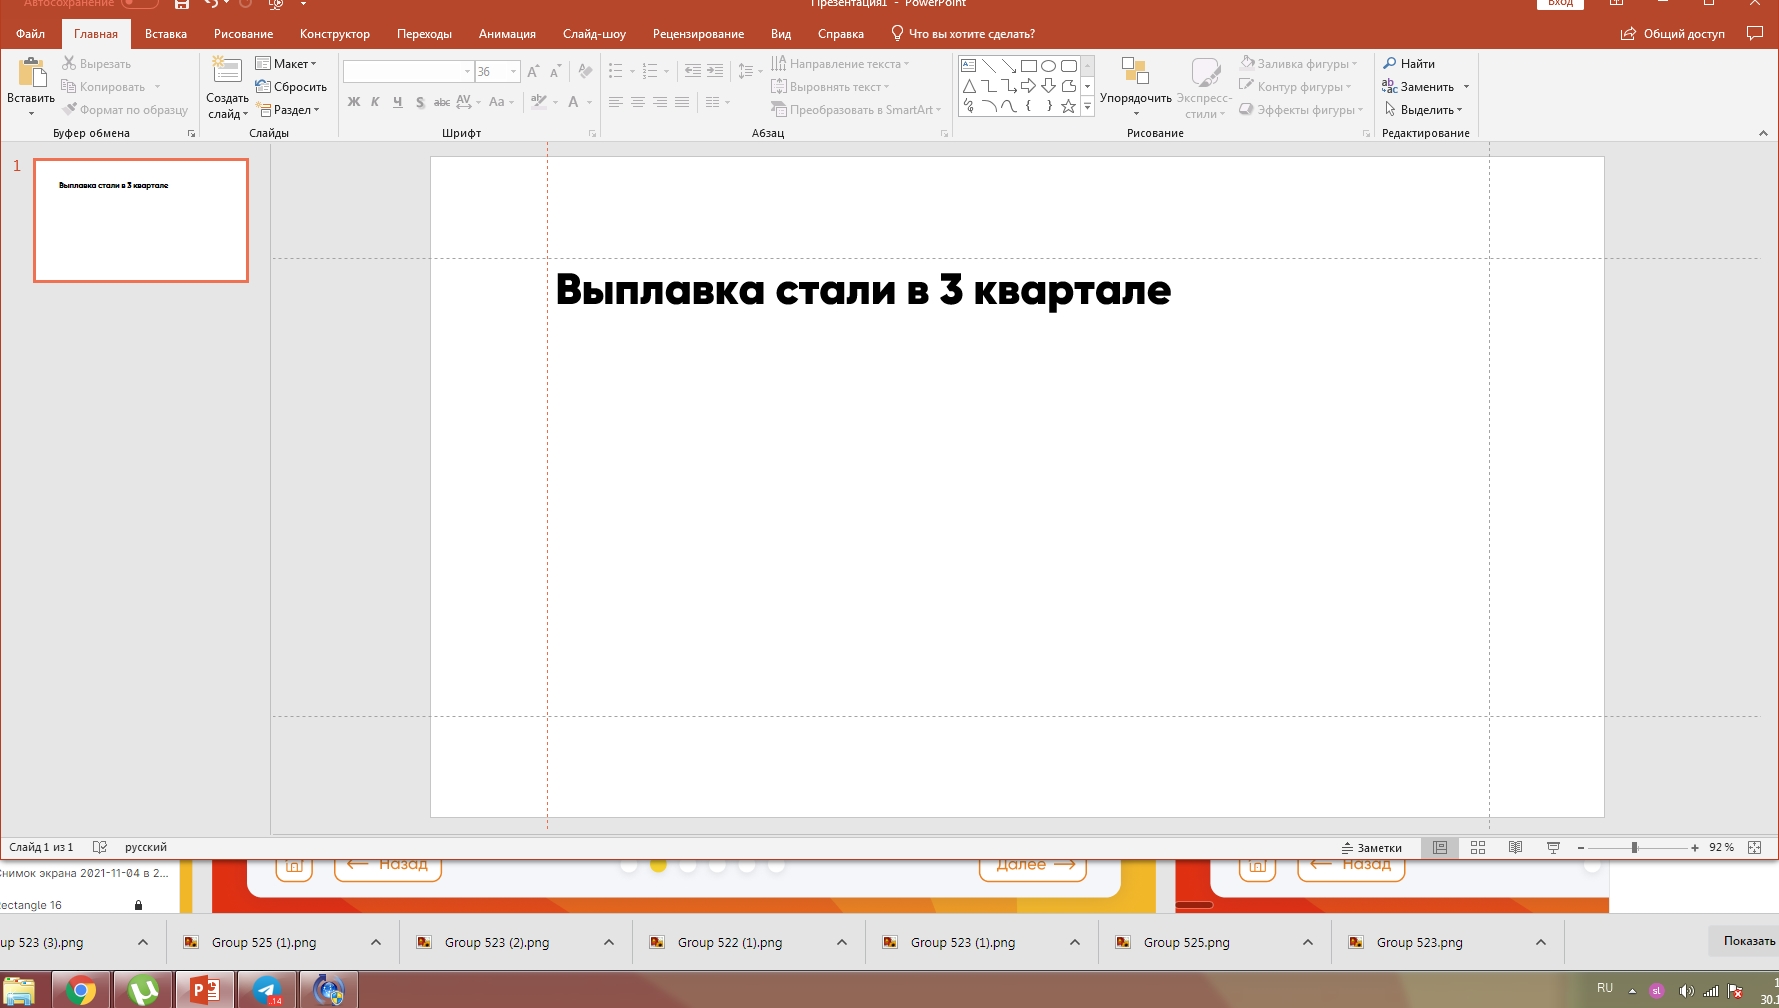 Автосохранение
Презентация1 - PowerPoint
Вход
Файл Главная Вставка Рисование Конструктор Переходы Анимация Слайд-шоу Рецензирование Вид Справка Что вы хотите сделать? Общий доступ
Вставить
Вырезать
Копировать
Формат по образцу
Буфер обмена
Создать слайд
Макет
Сбросить
Раздел
Слайды
36
Ж К Ч S abc AV Aa А
Шрифт
Направление текста
Выровнять текст
Преобразовать в SmartArt
Абзац
Упорядочить
Экспресс-стили
Заливка фигуры
Контур фигуры
Эффекты фигуры
Рисование
Найти
Заменить
Выделить
Редактирование
1
Выплавка стали в 3 квартале
Выплавка стали в 3 квартале
Слайд 1 из 1 русский Заметки 92 %
Назад Далее Назад
Снимок экрана 2021-11-04 в 2...
Rectangle 16
up 523 (3).png Group 525 (1).png Group 523 (2).png Group 522 (1).png Group 523 (1).png Group 525.png Group 523.png Показать
..14
RU sl
30.1